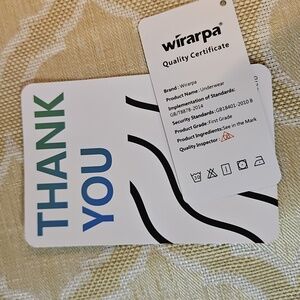 wirarpa®
Quality Certificate
Brand : Wirarpa
Product Name : Underwear
Implementation of Standards:
GB/T8878-2014
Security Standards : GB18401-2010 B
Product Grade : First Grade
Product Ingredients : See in the Mark
Quality Inspector :
THANK
YOU